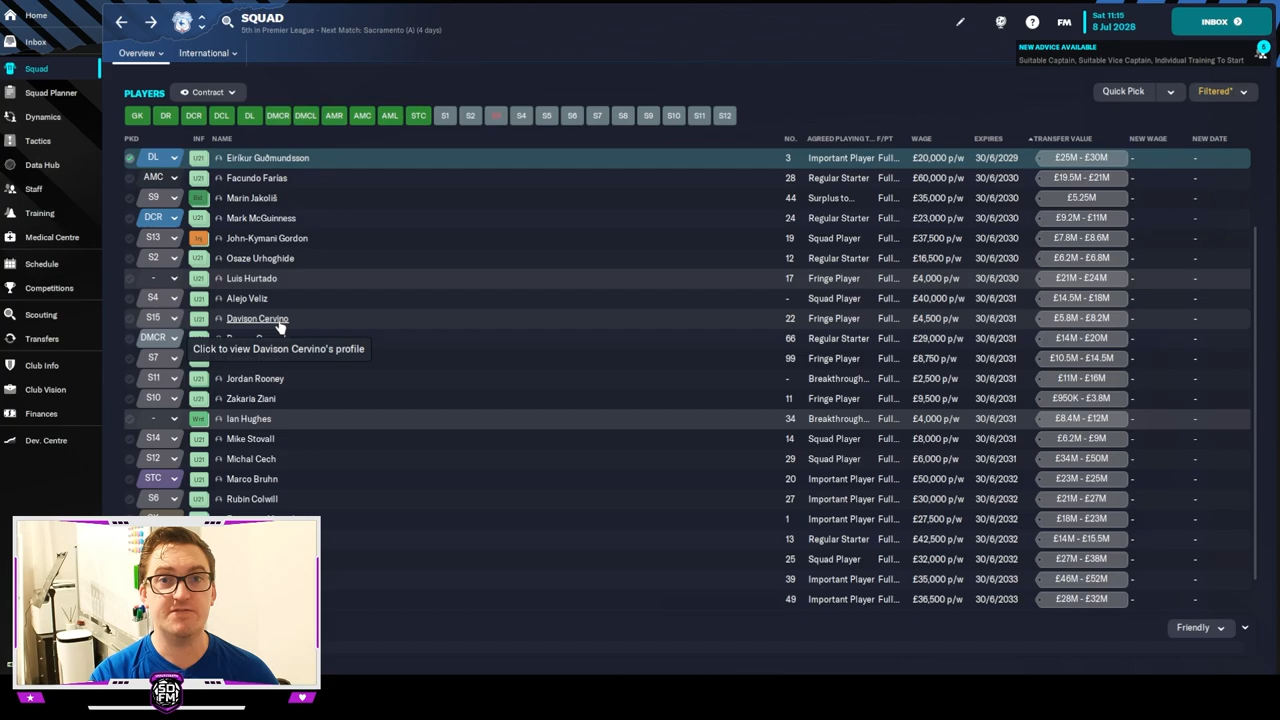 Home
SQUAD
5th in Premier League - Next Match: Sacramento (A) (4 days)
FM
Sat 11:15
8 Jul 2028
INBOX
Inbox
Squad
Squad Planner
Dynamics
Tactics
Data Hub
Staff
Training
Medical Centre
Schedule
Competitions
Scouting
Transfers
Club Info
Club Vision
Finances
Dev. Centre
Overview
International
NEW ADVICE AVAILABLE
5
Suitable Captain, Suitable Vice Captain, Individual Training To Start
PLAYERS
Contract
Quick Pick
Filtered*
GK DR DCR DCL DL DMCR DMCL AMR AMC AML STC S1 S2 S4 S5 S6 S7 S8 S9 S10 S11 S12
PKD INF NAME NO. AGREED PLAYING T... F/PT WAGE EXPIRES TRANSFER VALUE NEW WAGE NEW DATE
DL U21 Eiríkur Guðmundsson 3 Important Player Full... £20,000 p/w 30/6/2029 £25M - £30M - -
AMC U21 Facundo Farías 28 Regular Starter Full... £60,000 p/w 30/6/2030 £19.5M - £21M - -
S9 Bid Marin Jakoliš 44 Surplus to... Full... £35,000 p/w 30/6/2030 £5.25M - -
DCR U21 Mark McGuinness 24 Regular Starter Full... £23,000 p/w 30/6/2030 £9.2M - £11M - -
S13 Inj John-Kymani Gordon 19 Squad Player Full... £37,500 p/w 30/6/2030 £7.8M - £8.6M - -
S2 U21 Osaze Urhoghide 12 Regular Starter Full... £16,500 p/w 30/6/2030 £6.2M - £6.8M - -
- U21 Luis Hurtado 17 Fringe Player Full... £4,000 p/w 30/6/2030 £21M - £24M - -
S4 U21 Alejo Veliz - Squad Player Full... £40,000 p/w 30/6/2031 £14.5M - £18M - -
S15 U21 Davison Cervino 22 Fringe Player Full... £4,500 p/w 30/6/2031 £5.8M - £8.2M - -
DMCR 66 Regular Starter Full... £29,000 p/w 30/6/2031 £14M - £20M - -
Click to view Davison Cervino's profile
S7 99 Fringe Player Full... £8,750 p/w 30/6/2031 £10.5M - £14.5M - -
S11 U21 Jordan Rooney - Breakthrough... Full... £2,500 p/w 30/6/2031 £11M - £16M - -
S10 U21 Zakaria Ziani 11 Fringe Player Full... £9,500 p/w 30/6/2031 £950K - £3.8M - -
- Wnt Ian Hughes 34 Breakthrough... Full... £4,000 p/w 30/6/2031 £8.4M - £12M - -
S14 U21 Mike Stovall 14 Squad Player Full... £8,000 p/w 30/6/2031 £6.2M - £9M - -
S12 U21 Michal Cech 29 Squad Player Full... £6,000 p/w 30/6/2031 £34M - £50M - -
STC U21 Marco Bruhn 20 Important Player Full... £50,000 p/w 30/6/2032 £23M - £25M - -
S6 U21 Rubin Colwill 27 Important Player Full... £30,000 p/w 30/6/2032 £21M - £27M - -
1 Important Player Full... £27,500 p/w 30/6/2032 £18M - £23M - -
13 Regular Starter Full... £42,500 p/w 30/6/2032 £14M - £15.5M - -
25 Squad Player Full... £32,000 p/w 30/6/2032 £27M - £38M - -
39 Important Player Full... £35,000 p/w 30/6/2033 £46M - £52M - -
49 Important Player Full... £36,500 p/w 30/6/2033 £28M - £32M - -
Friendly
SDFM